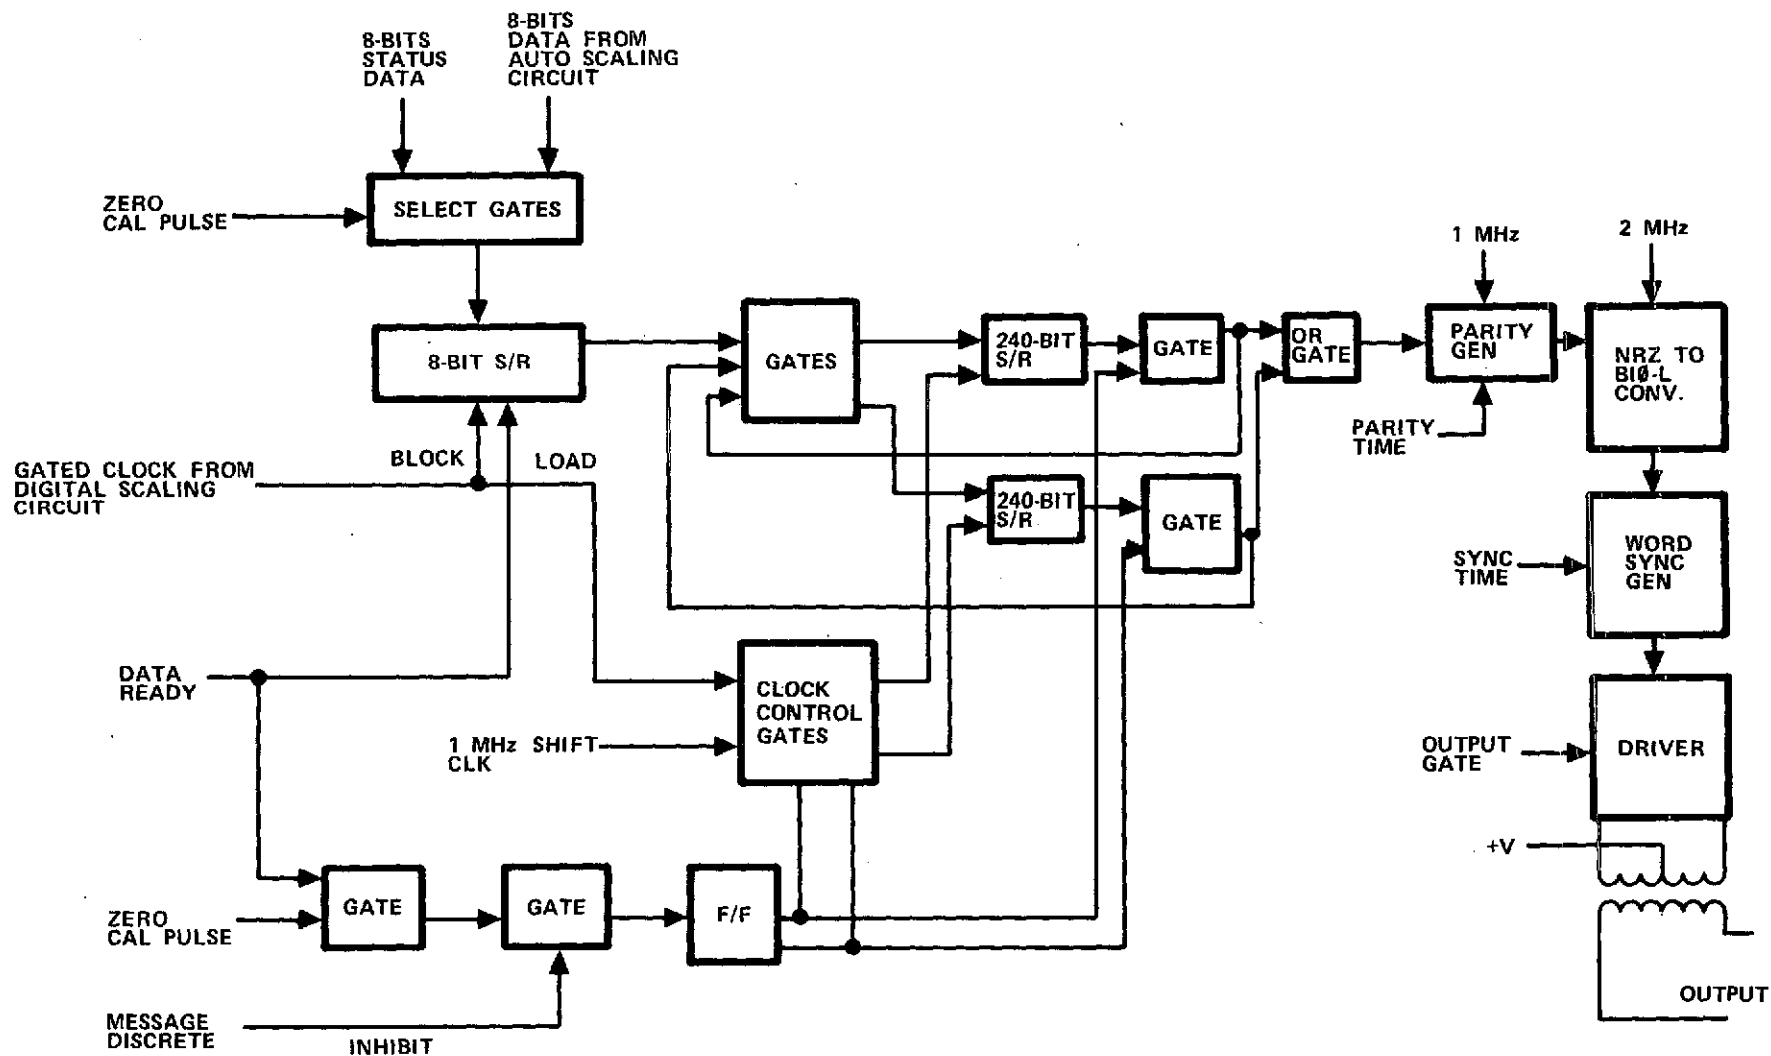 8-BITS
STATUS
DATA
8-BITS
DATA FROM
AUTO SCALING
CIRCUIT
ZERO
CAL PULSE
SELECT GATES
1 MHz
2 MHz
8-BIT S/R
GATES
240-BIT
S/R
GATE
OR
GATE
PARITY
GEN
NRZ TO
BIØ-L
CONV.
PARITY
TIME
BLOCK
LOAD
GATED CLOCK FROM
DIGITAL SCALING
CIRCUIT
240-BIT
S/R
GATE
SYNC
TIME
WORD
SYNC
GEN
DATA
READY
CLOCK
CONTROL
GATES
1 MHz SHIFT
CLK
OUTPUT
GATE
DRIVER
+V
ZERO
CAL PULSE
GATE
GATE
F/F
OUTPUT
MESSAGE
DISCRETE
INHIBIT